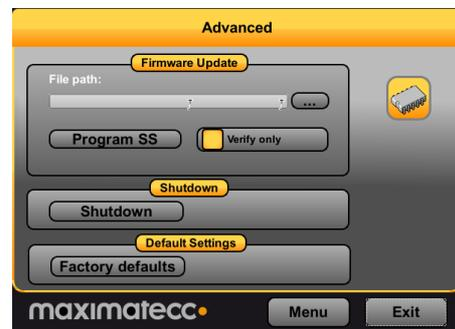 Advanced
Firmware Update
File path:
...
Program SS
Verify only
Shutdown
Shutdown
Default Settings
Factory defaults
maximatecc
Menu
Exit